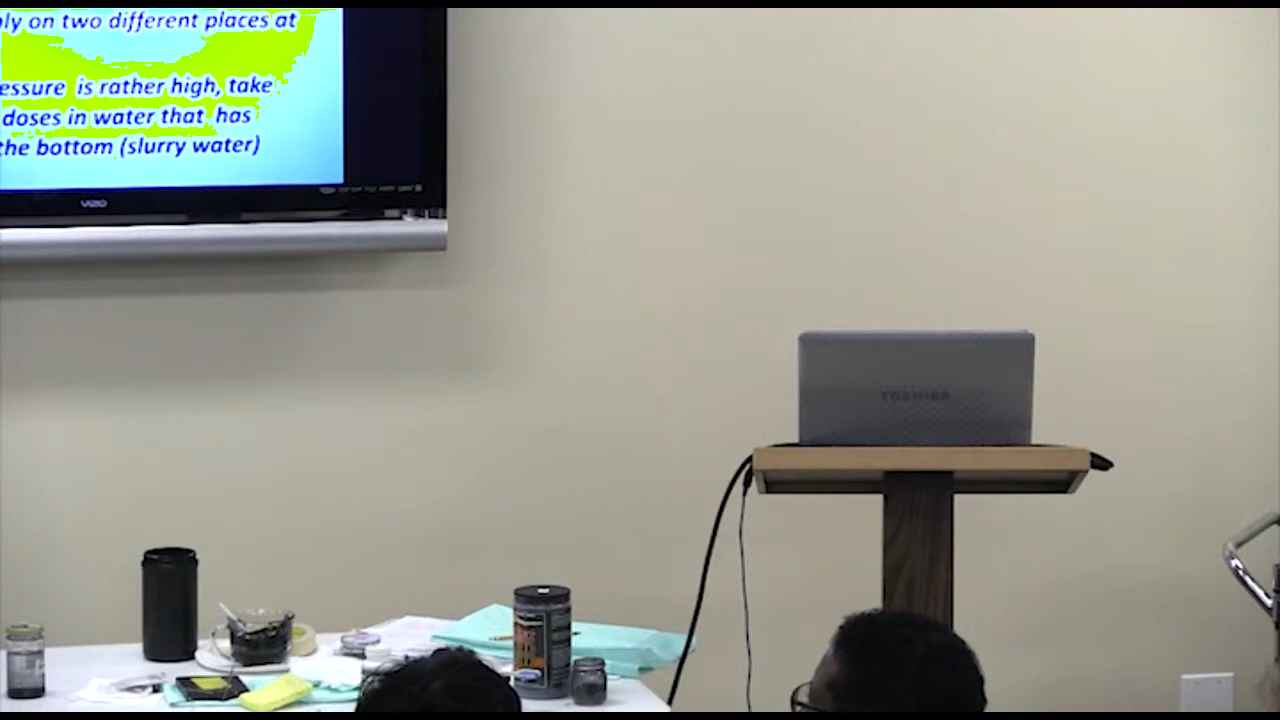 ly on two different places at
essure is rather high, take
doses in water that has
the bottom (slurry water)
VIZIO
TOSHIBA